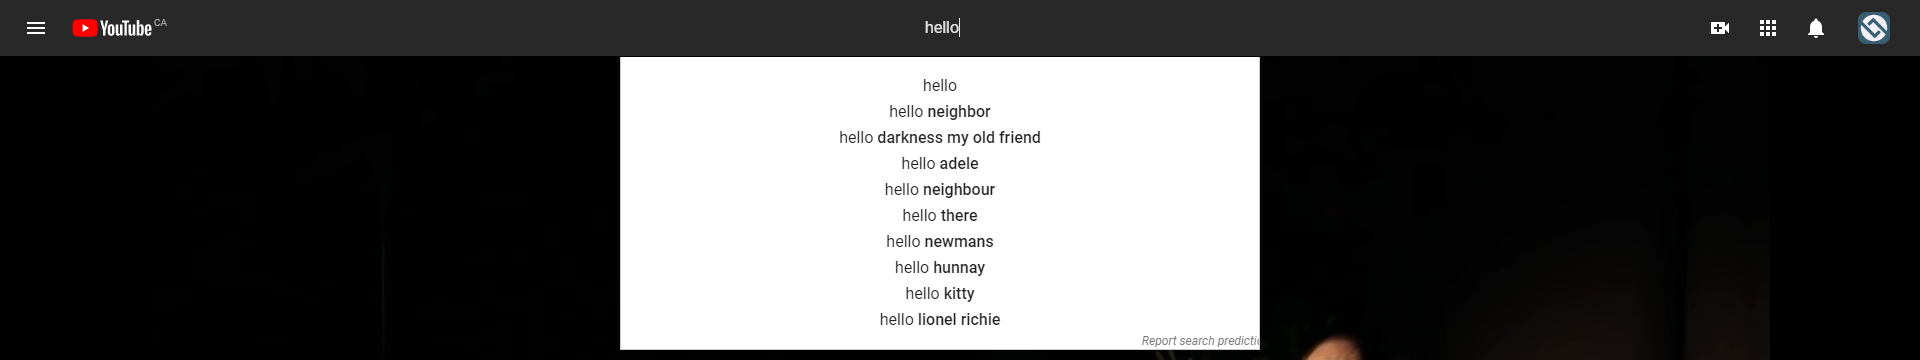 YouTube CA
hello
hello
hello neighbor
hello darkness my old friend
hello adele
hello neighbour
hello there
hello newmans
hello hunnay
hello kitty
hello lionel richie
Report search predicti